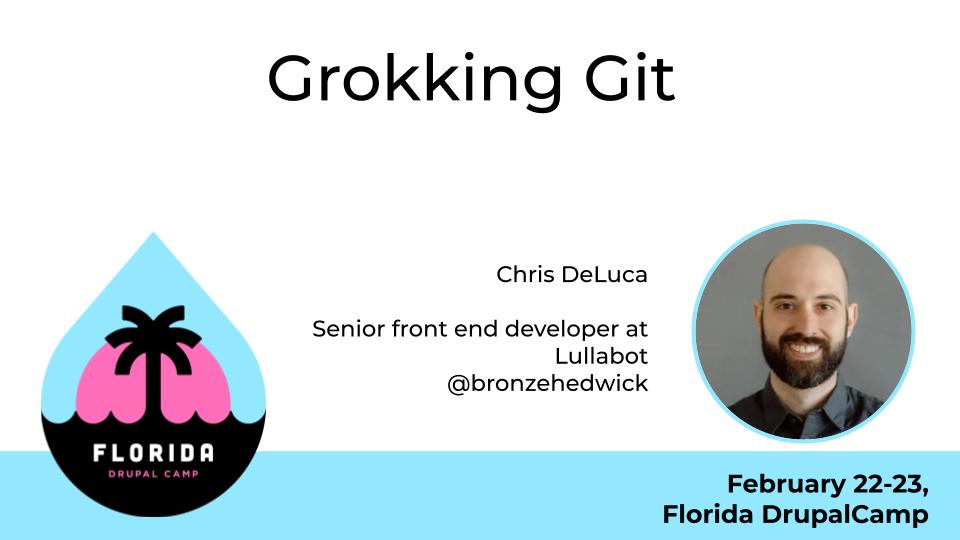 Grokking Git
Chris DeLuca
Senior front end developer at
Lullabot
@bronzehedwick
FLORIDA
DRUPAL CAMP
February 22-23,
Florida DrupalCamp